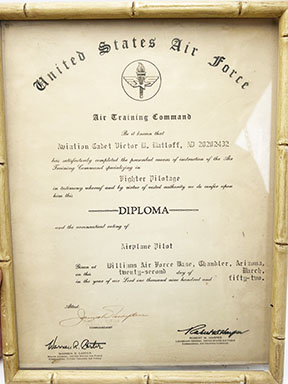 United States Air Force
Air Training Command
Be it known that
Aviation Cadet Victor W. Mattoff, AD 20202432
has satisfactorily completed the prescribed course of instruction of the Air
Training Command specializing in
Fighter Pilotage
in testimony whereof and by virtue of vested authority we do confer upon
him this
DIPLOMA
and the aeronautical rating of
Airplane Pilot
Given at Williams Air Force Base, Chandler, Arizona,
on this twenty-second day of March,
in the year of our Lord one thousand nine hundred and fifty-two.
Attest